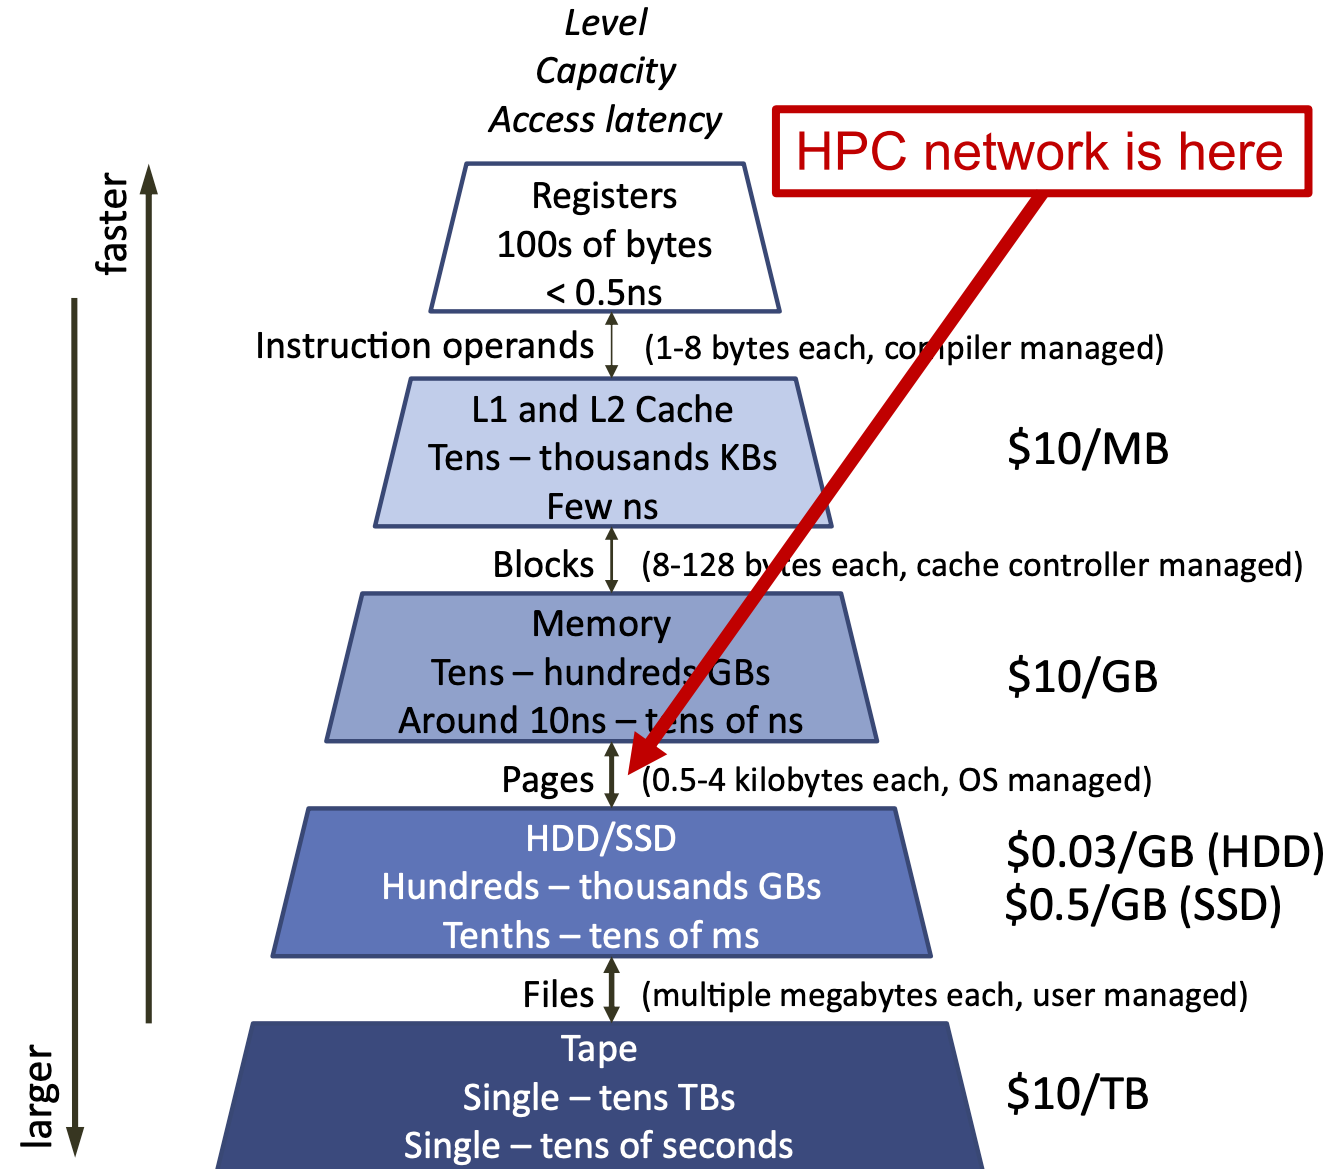 Level
Capacity
Access latency
HPC network is here
faster
larger
Registers
100s of bytes
< 0.5ns
Instruction operands (1-8 bytes each, compiler managed)
L1 and L2 Cache
Tens – thousands KBs
Few ns
$10/MB
Blocks (8-128 bytes each, cache controller managed)
Memory
Tens – hundreds GBs
Around 10ns – tens of ns
$10/GB
Pages (0.5-4 kilobytes each, OS managed)
HDD/SSD
Hundreds – thousands GBs
Tenths – tens of ms
$0.03/GB (HDD)
$0.5/GB (SSD)
Files (multiple megabytes each, user managed)
Tape
Single – tens TBs
Single – tens of seconds
$10/TB